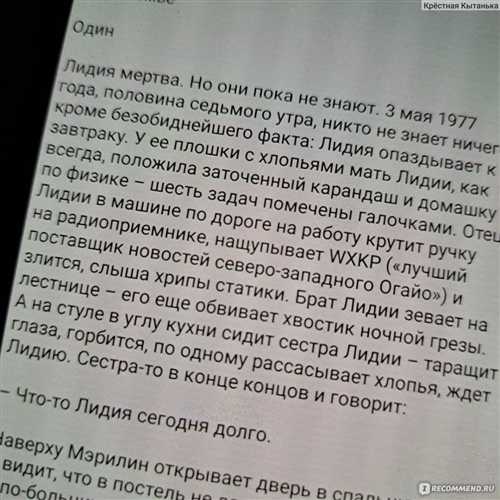 Крёстная Кытанька
Один
Лидия мертва. Но они пока не знают. 3 мая 1977
года, половина седьмого утра, никто не знает ничег
кроме безобиднейшего факта: Лидия опаздывает к
завтраку. У ее плошки с хлопьями мать Лидии, как
всегда, положила заточенный карандаш и домашку
по физике – шесть задач помечены галочками. Отец
Лидии в машине по дороге на работу крутит ручку
на радиоприемнике, нащупывает WXKP («лучший
поставщик новостей северо-западного Огайо») и
злится, слыша хрипы статики. Брат Лидии зевает на
лестнице – его еще обвивает хвостик ночной грезы.
А на стуле в углу кухни сидит сестра Лидии – таращит
глаза, горбится, по одному рассасывает хлопья, ждет
Лидию. Сестра-то в конце концов и говорит:
– Что-то Лидия сегодня долго.
Наверху Мэрилин открывает дверь в спальн
видит, что в постель не
по-больни
IRECOMMEND.RU